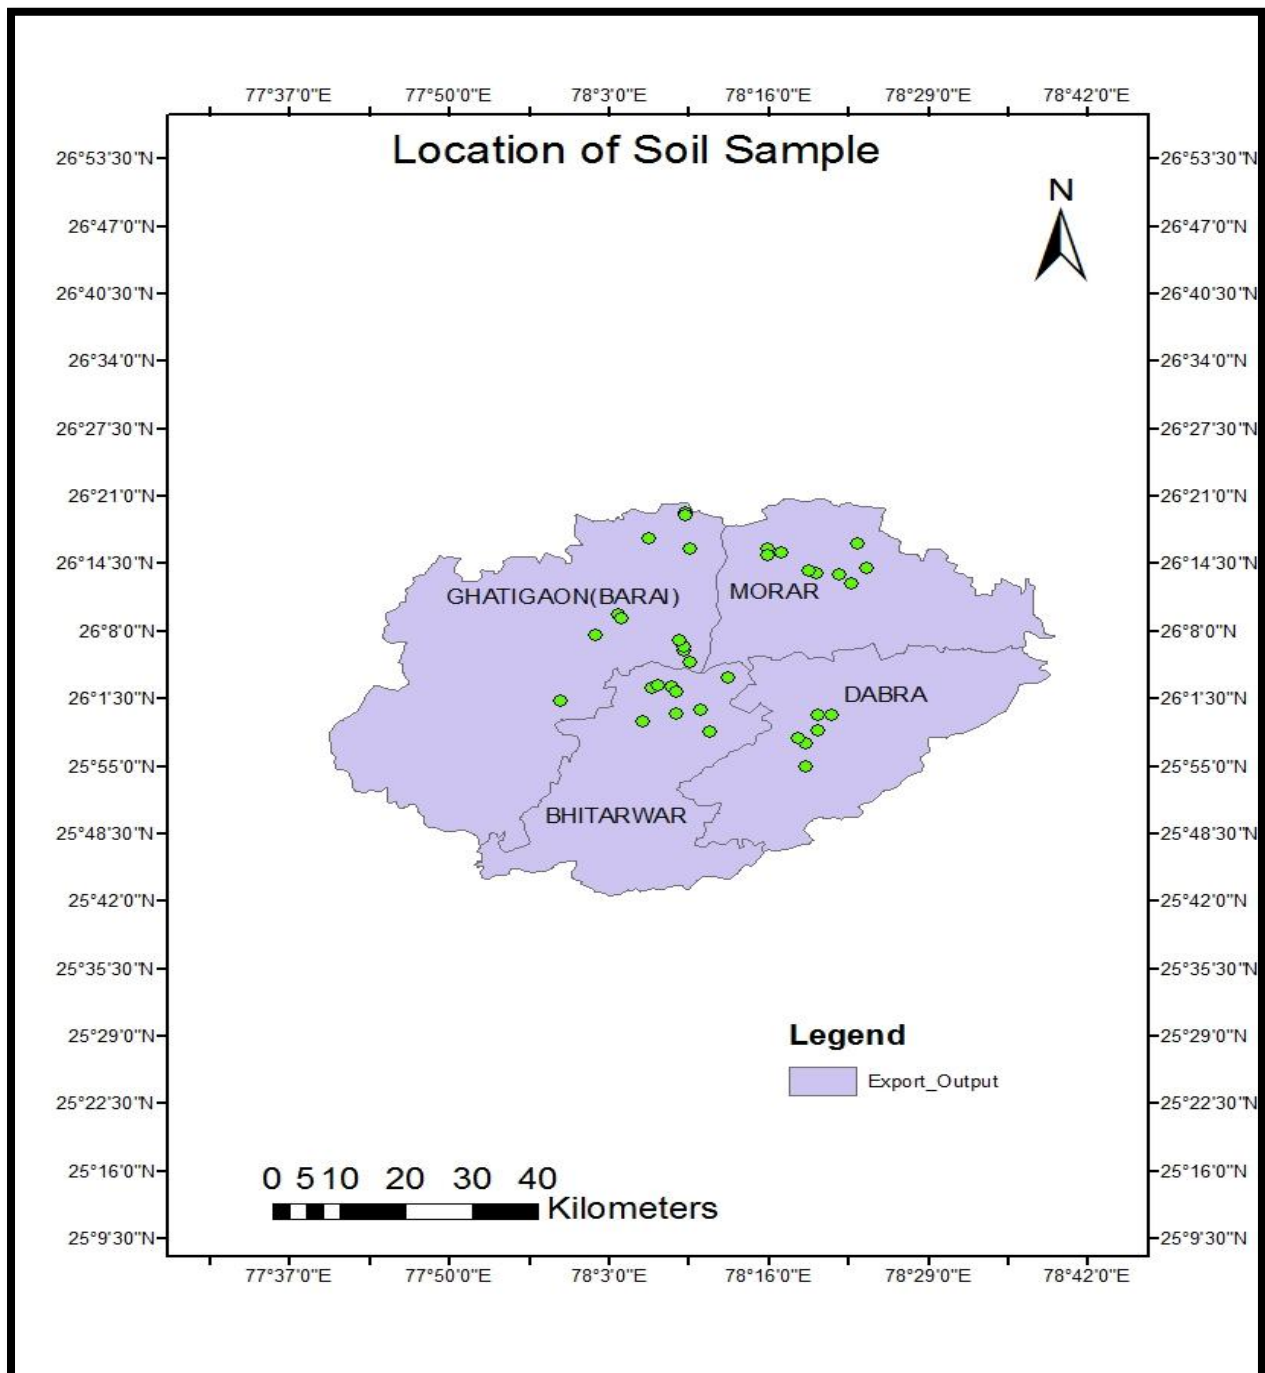 77°37'0"E 77°50'0"E 78°3'0"E 78°16'0"E 78°29'0"E 78°42'0"E
Location of Soil Sample
26°53'30"N 26°53'30"N
N
26°47'0"N 26°47'0"N
26°40'30"N 26°40'30"N
26°34'0"N 26°34'0"N
26°27'30"N 26°27'30"N
26°21'0"N 26°21'0"N
26°14'30"N 26°14'30"N
GHATIGAON(BARAI) MORAR
26°8'0"N 26°8'0"N
26°1'30"N DABRA 26°1'30"N
25°55'0"N 25°55'0"N
BHITARWAR
25°48'30"N 25°48'30"N
25°42'0"N 25°42'0"N
25°35'30"N 25°35'30"N
25°29'0"N Legend 25°29'0"N
Export_Output
25°22'30"N 25°22'30"N
25°16'0"N 25°16'0"N
0 5 10 20 30 40
Kilometers
25°9'30"N 25°9'30"N
77°37'0"E 77°50'0"E 78°3'0"E 78°16'0"E 78°29'0"E 78°42'0"E